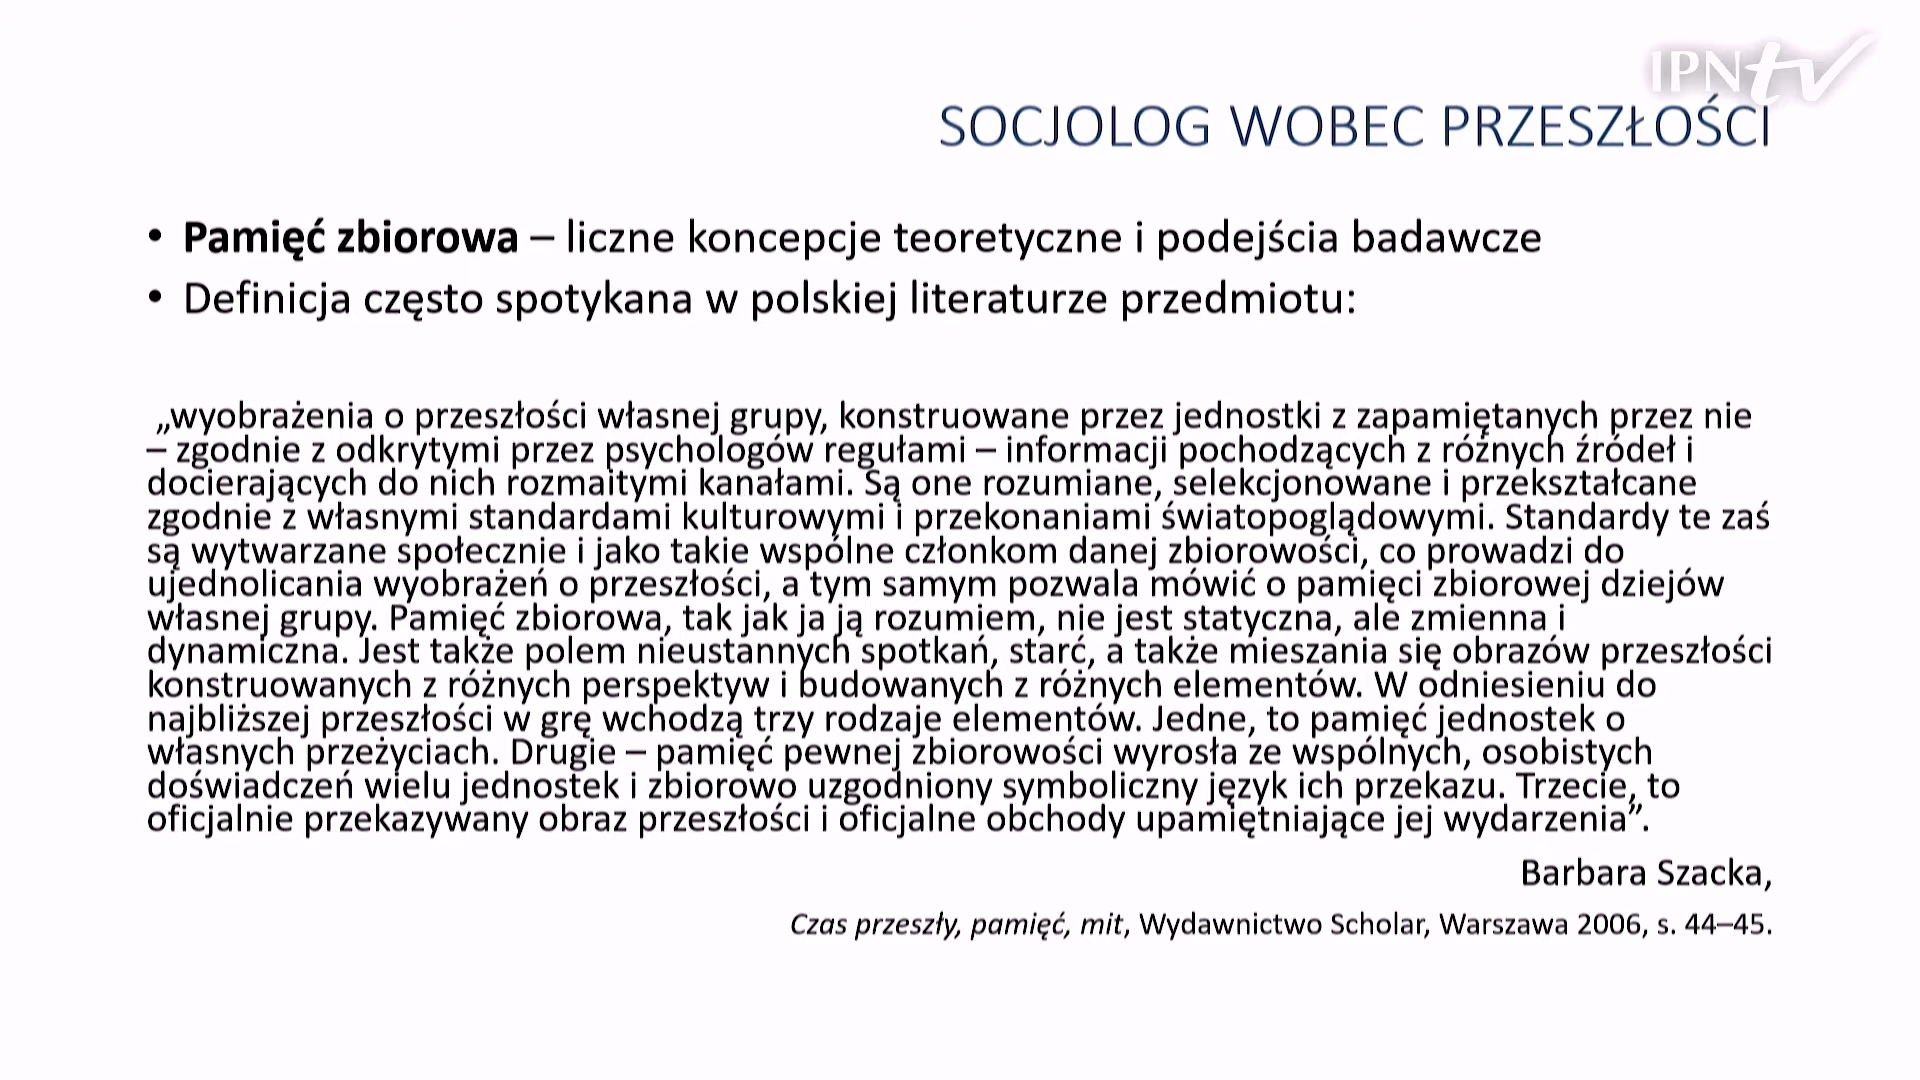 IPNtv
SOCJOLOG WOBEC PRZESZŁOŚCI
• Pamięć zbiorowa – liczne koncepcje teoretyczne i podejścia badawcze
• Definicja często spotykana w polskiej literaturze przedmiotu:
„wyobrażenia o przeszłości własnej grupy, konstruowane przez jednostki z zapamiętanych przez nie
– zgodnie z odkrytymi przez psychologów regułami – informacji pochodzących z różnych źródeł i
docierających do nich rozmaitymi kanałami. Są one rozumiane, selekcjonowane i przekształcane
zgodnie z własnymi standardami kulturowymi i przekonaniami światopoglądowymi. Standardy te zaś
są wytwarzane społecznie i jako takie wspólne członkom danej zbiorowości, co prowadzi do
ujednolicania wyobrażeń o przeszłości, a tym samym pozwala mówić o pamięci zbiorowej dziejów
własnej grupy. Pamięć zbiorowa, tak jak ja ją rozumiem, nie jest statyczna, ale zmienna i
dynamiczna. Jest także polem nieustannych spotkań, starć, a także mieszania się obrazów przeszłości
konstruowanych z różnych perspektyw i budowanych z różnych elementów. W odniesieniu do
najbliższej przeszłości w grę wchodzą trzy rodzaje elementów. Jedne, to pamięć jednostek o
własnych przeżyciach. Drugie – pamięć pewnej zbiorowości wyrosła ze wspólnych, osobistych
doświadczeń wielu jednostek i zbiorowo uzgodniony symboliczny język ich przekazu. Trzecie, to
oficjalnie przekazywany obraz przeszłości i oficjalne obchody upamiętniające jej wydarzenia”.
Barbara Szacka,
Czas przeszły, pamięć, mit, Wydawnictwo Scholar, Warszawa 2006, s. 44–45.